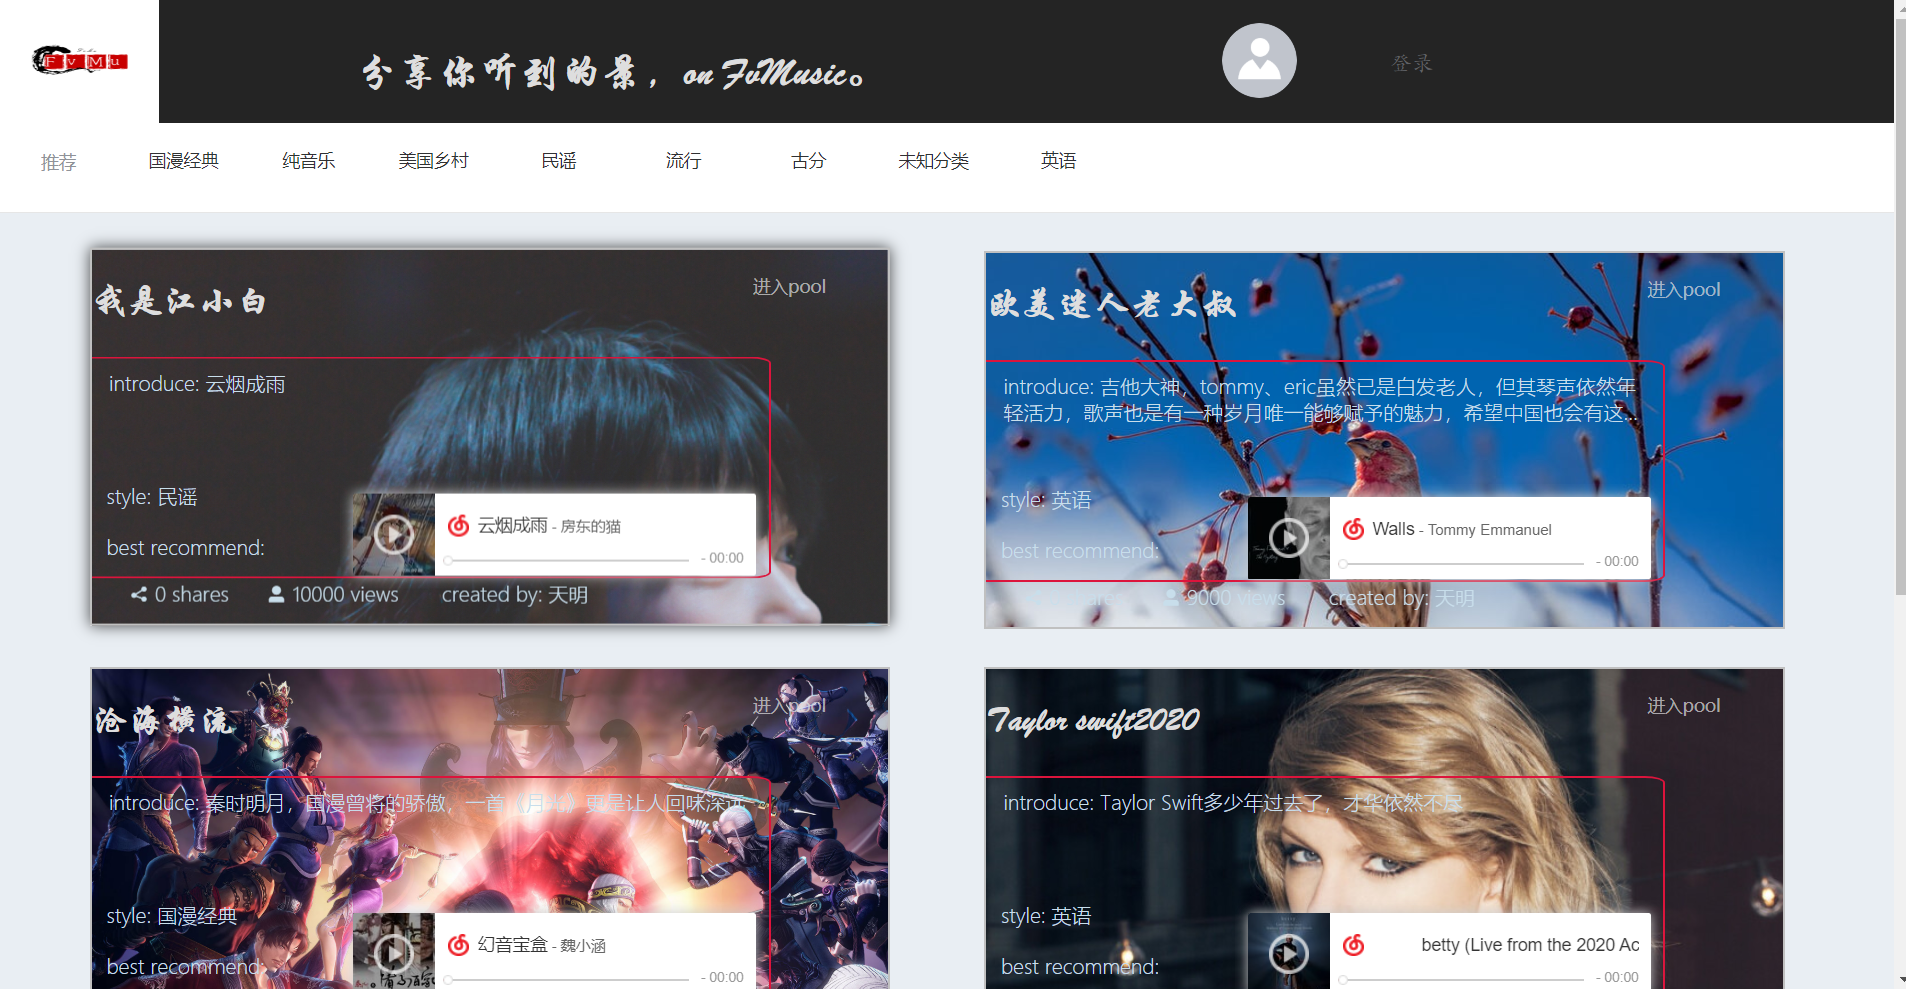 FvMu
分享你听到的景，on FvMusic。
登录
推荐 国漫经典 纯音乐 美国乡村 民谣 流行 古分 未知分类 英语
我是江小白
进入pool
introduce: 云烟成雨
style: 民谣
best recommend:
云烟成雨 - 房东的猫
- 00:00
0 shares 10000 views created by: 天明
欧美迷人老大叔
进入pool
introduce: 吉他大神，tommy、eric虽然已是白发老人，但其琴声依然年
轻活力，歌声也是有一种岁月唯一能够赋予的魅力，希望中国也会有这...
style: 英语
best recommend:
Walls - Tommy Emmanuel
- 00:00
9000 views created by: 天明
沧海横流
进入pool
introduce: 秦时明月，国漫曾将的骄傲，一首《月光》更是让人回味深远
style: 国漫经典
best recommend:
幻音宝盒 - 魏小涵
- 00:00
Taylor swift2020
进入pool
introduce: Taylor Swift多少年过去了，才华依然不尽
style: 英语
best recommend:
betty (Live from the 2020 Ac
- 00:00